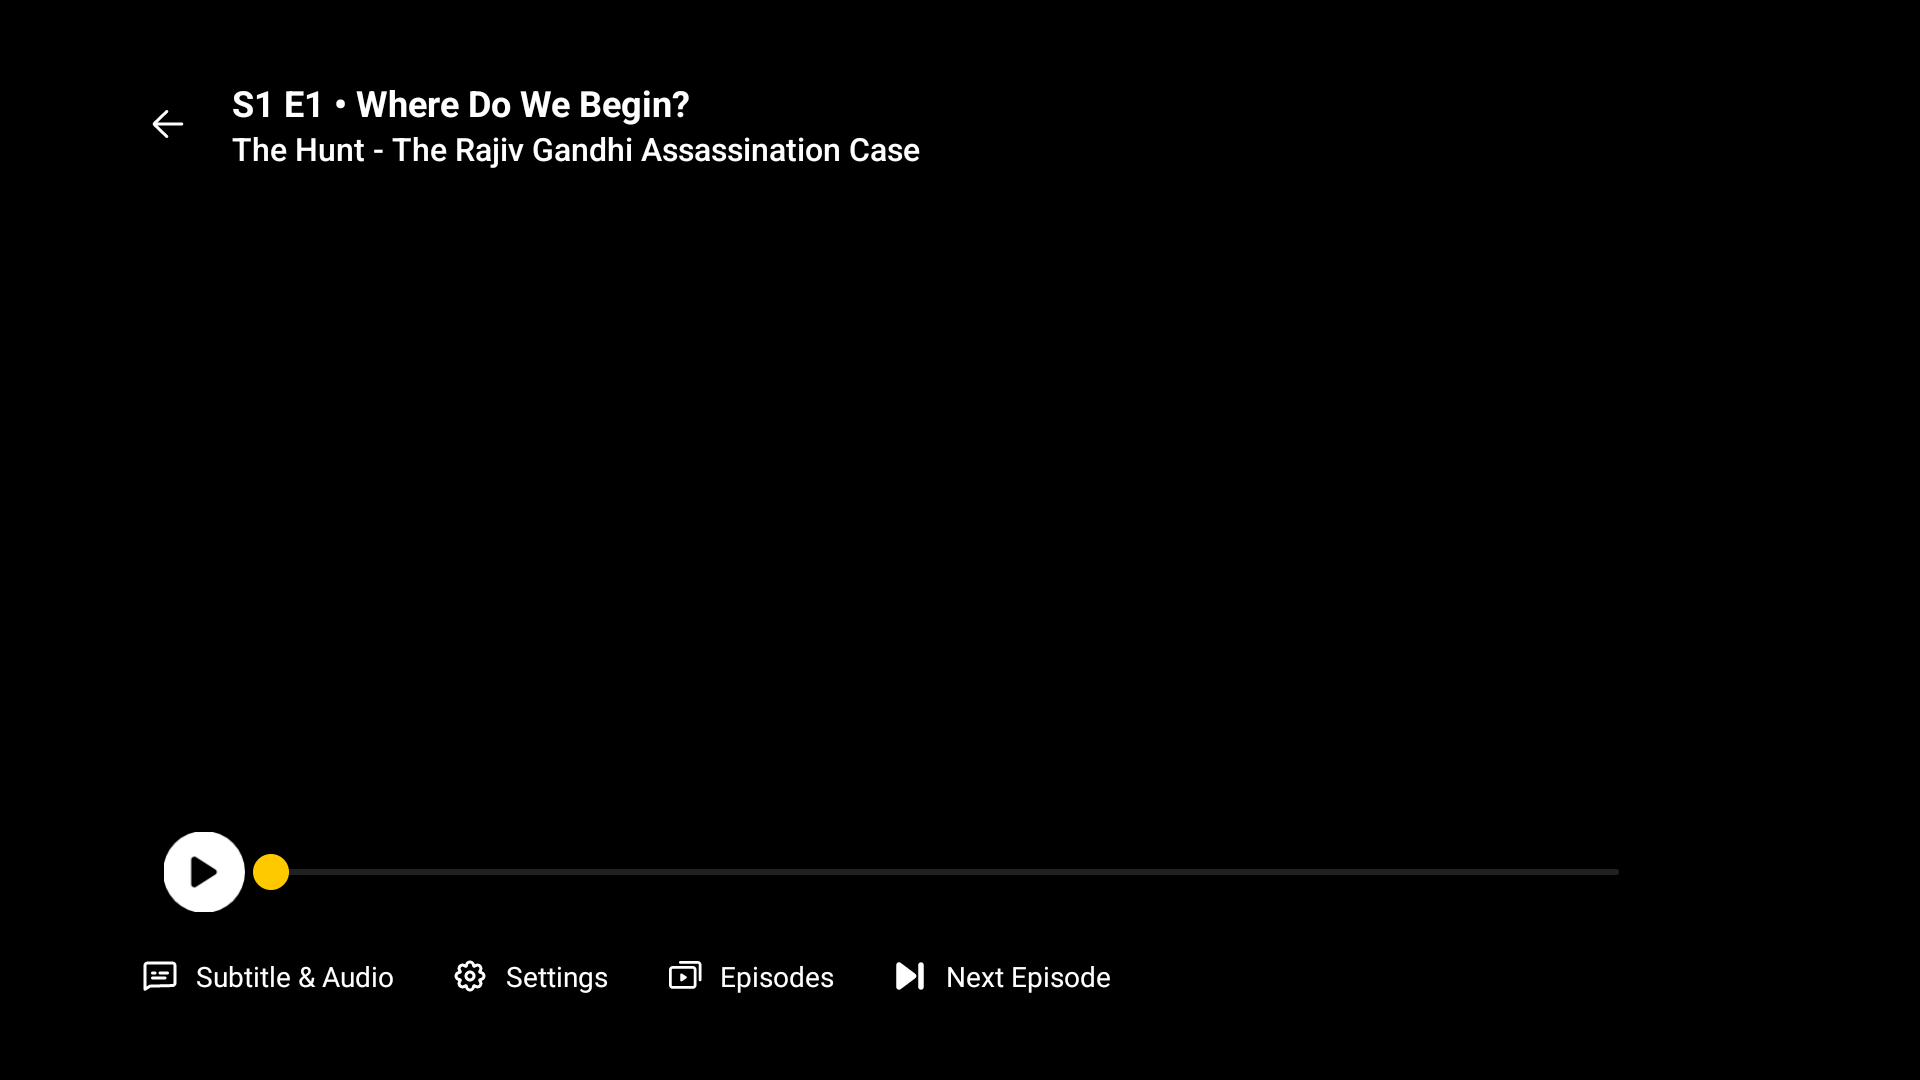 S1 E1 • Where Do We Begin?
The Hunt - The Rajiv Gandhi Assassination Case
Subtitle & Audio
Settings
Episodes
Next Episode